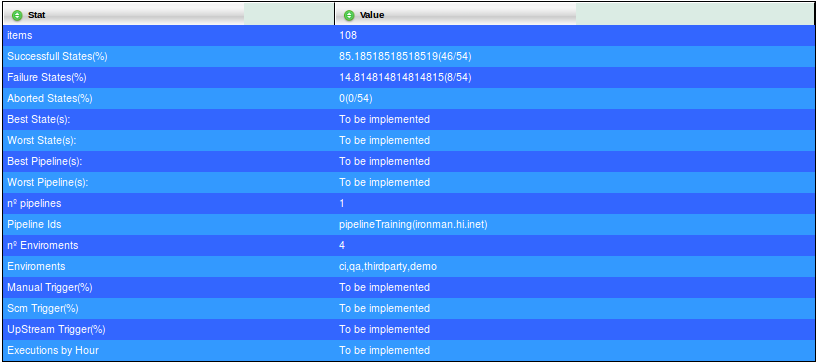 Stat Value
items 108
Successfull States(%) 85.18518518518519(46/54)
Failure States(%) 14.814814814814815(8/54)
Aborted States(%) 0(0/54)
Best State(s): To be implemented
Worst State(s): To be implemented
Best Pipeline(s): To be implemented
Worst Pipeline(s): To be implemented
nº pipelines 1
Pipeline Ids pipelineTraining(ironman.hi.inet)
nº Enviroments 4
Enviroments ci,qa,thirdparty,demo
Manual Trigger(%) To be implemented
Scm Trigger(%) To be implemented
UpStream Trigger(%) To be implemented
Executions by Hour To be implemented